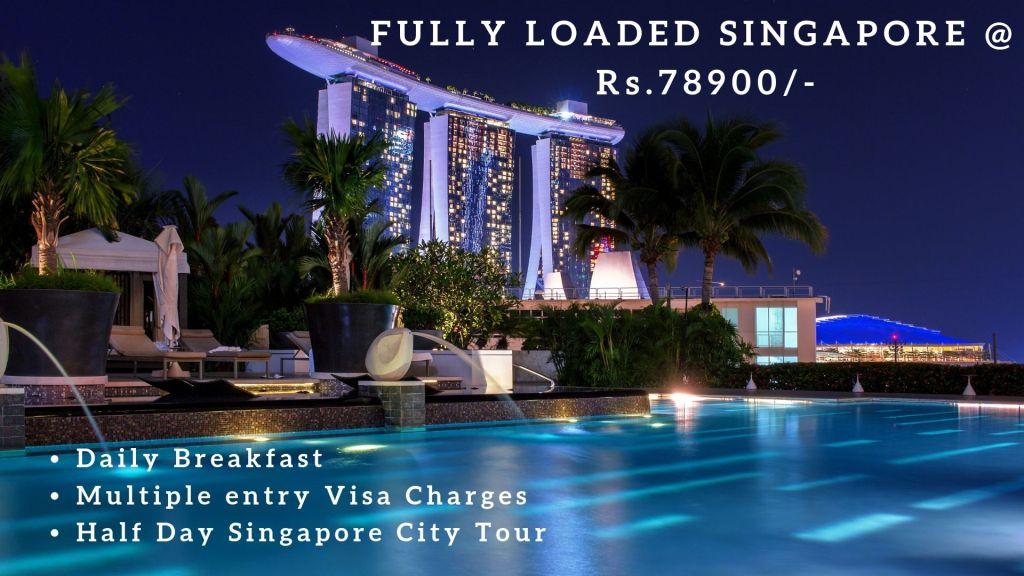 FULLY LOADED SINGAPORE @
Rs.78900/-
• Daily Breakfast
• Multiple entry Visa Charges
• Half Day Singapore City Tour